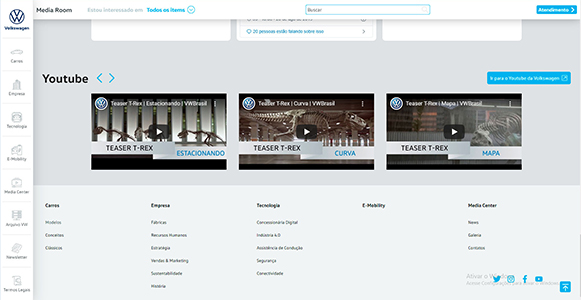 Volkswagen
Media Room
Estou interessado em
Todos os Itens
Buscar
Atendimento
20 pessoas estão falando sobre isso
Carros
Empresa
Tecnologia
E-Mobility
Media Center
Arquivo VW
Newsletter
Termos Legais
Youtube
Ir para o Youtube da Volkswagen
Teaser T-Rex | Estacionando | VWBrasil
TEASER T-REX
ESTACIONANDO
Teaser T-Rex | Curva | VWBrasil
TEASER T-REX
CURVA
Teaser T-Rex | Mapa | VWBrasil
TEASER T-REX
MAPA
Carros
Modelos
Conceitos
Clássicos
Empresa
Fábricas
Recursos Humanos
Estratégia
Vendas & Marketing
Sustentabilidade
História
Tecnologia
Concessionária Digital
Indústria 4.0
Assistência de Condução
Segurança
Conectividade
E-Mobility
Media Center
News
Galeria
Contatos
Ativar o Windows